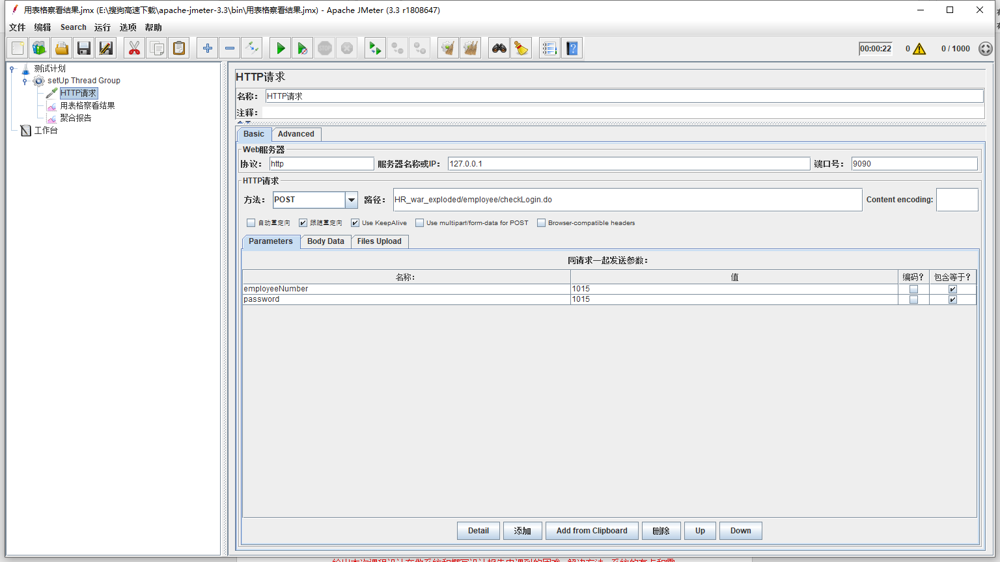 用表格察看结果.jmx (E:\搜狗高速下载\apache-jmeter-3.3\bin\用表格察看结果.jmx) - Apache JMeter (3.3 r1808647)
文件 编辑 Search 运行 选项 帮助
STOP
00:00:22 0 0 / 1000
测试计划
setUp Thread Group
HTTP请求
用表格察看结果
聚合报告
工作台
HTTP请求
名称: HTTP请求
注释:
Basic Advanced
Web服务器
协议: http 服务器名称或IP: 127.0.0.1 端口号: 9090
HTTP请求
方法: POST 路径: HR_war_exploded/employee/checkLogin.do Content encoding:
自动重定向 跟随重定向 Use KeepAlive Use multipart/form-data for POST Browser-compatible headers
Parameters Body Data Files Upload
同请求一起发送参数:
名称: 值 编码? 包含等于?
employeeNumber 1015
password 1015
Detail 添加 Add from Clipboard 删除 Up Down